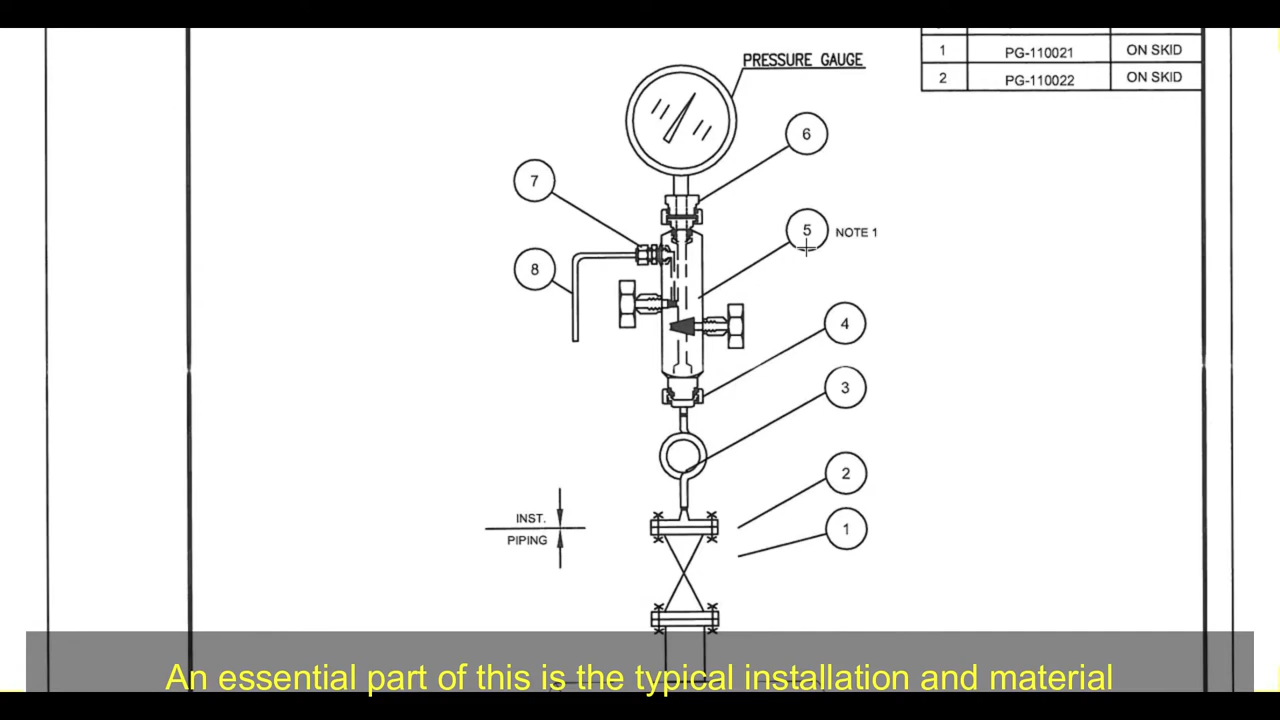 1 PG-110021 ON SKID
2 PG-110022 ON SKID
PRESSURE GAUGE
6
7
5 NOTE 1
8
4
3
2
INST.
1
PIPING
An essential part of this is the typical installation and material